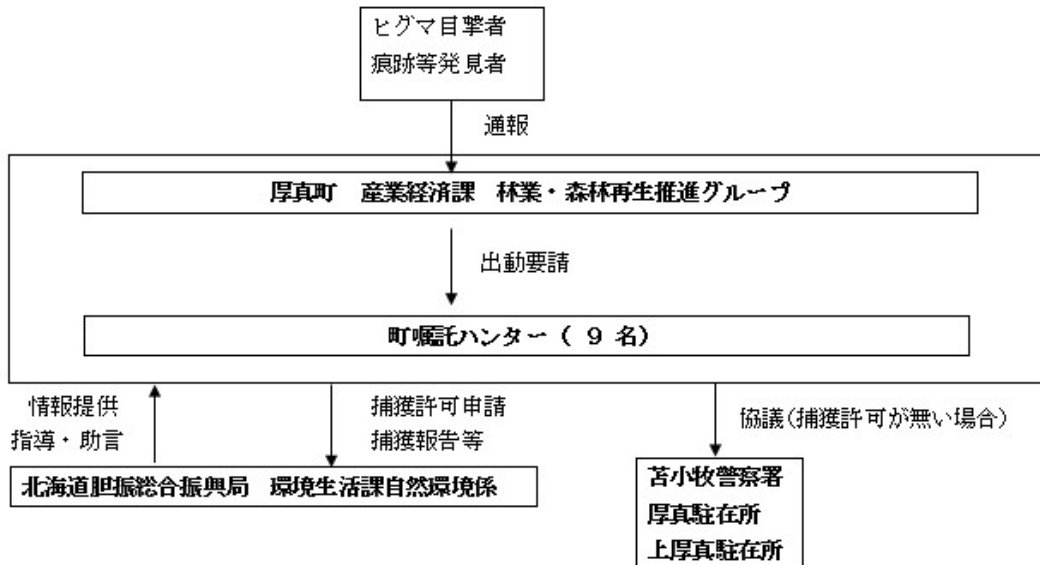 ヒグマ目撃者
痕跡等発見者
通報
厚真町　産業経済課　林業・森林再生推進グループ
出動要請
町嘱託ハンター（ 9 名）
情報提供
指導・助言
捕獲許可申請
捕獲報告等
協議(捕獲許可が無い場合)
北海道胆振総合振興局　環境生活課自然環境係
苫小牧警察署
厚真駐在所
上厚真駐在所